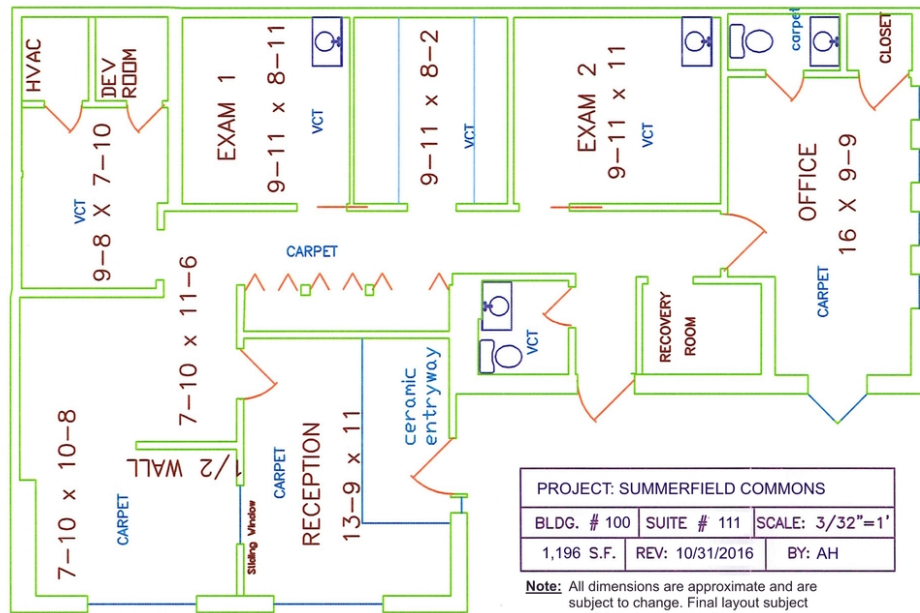 HVAC
DEV
ROOM
EXAM 1
9-11 x 8-11
VCT
9-11 x 8-2
VCT
EXAM 2
9-11 x 11
VCT
carpet
CLOSET
9-8 X 7-10
VCT
OFFICE
16 X 9-9
CARPET
CARPET
7-10 x 11-6
VCT
RECOVERY
ROOM
7-10 x 10-8
CARPET
1/2 WALL
Sliding Window
CARPET
RECEPTION
13-9 x 11
ceramic
entryway
PROJECT: SUMMERFIELD COMMONS
BLDG. # 100 SUITE # 111 SCALE: 3/32"=1'
1,196 S.F. REV: 10/31/2016 BY: AH
Note: All dimensions are approximate and are
subject to change. Final layout subject